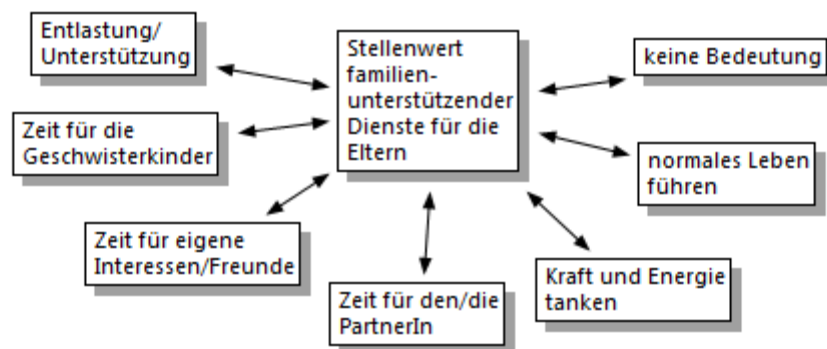 Entlastung/
Unterstützung
Stellenwert
familien-
unterstützender
Dienste für die
Eltern
keine Bedeutung
Zeit für die
Geschwisterkinder
normales Leben
führen
Zeit für eigene
Interessen/Freunde
Kraft und Energie
tanken
Zeit für den/die
PartnerIn